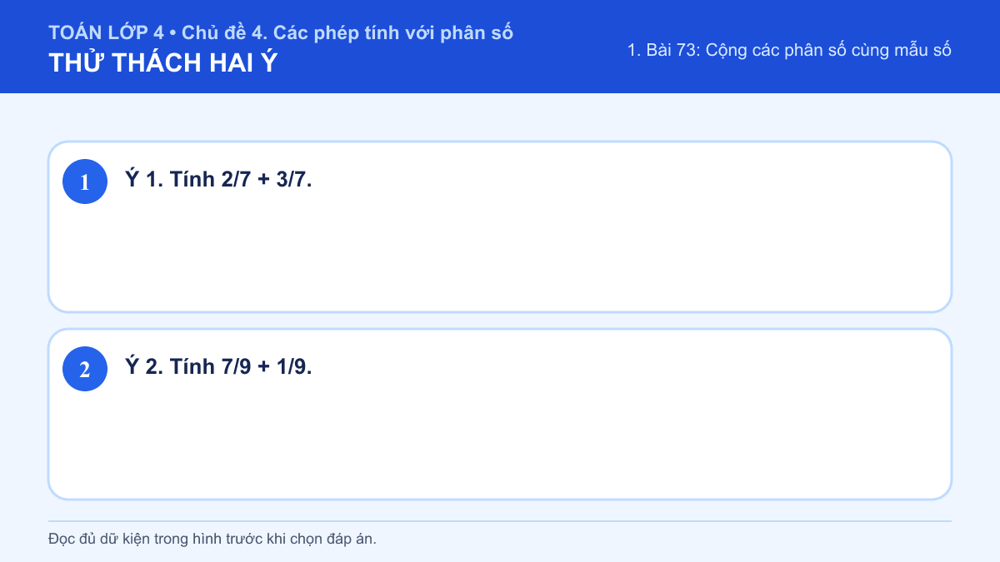 TOÁN LỚP 4 • Chủ đề 4. Các phép tính với phân số
THỬ THÁCH HAI Ý
1. Bài 73: Cộng các phân số cùng mẫu số
1
Ý 1. Tính 2/7 + 3/7.
2
Ý 2. Tính 7/9 + 1/9.
Đọc đủ dữ kiện trong hình trước khi chọn đáp án.